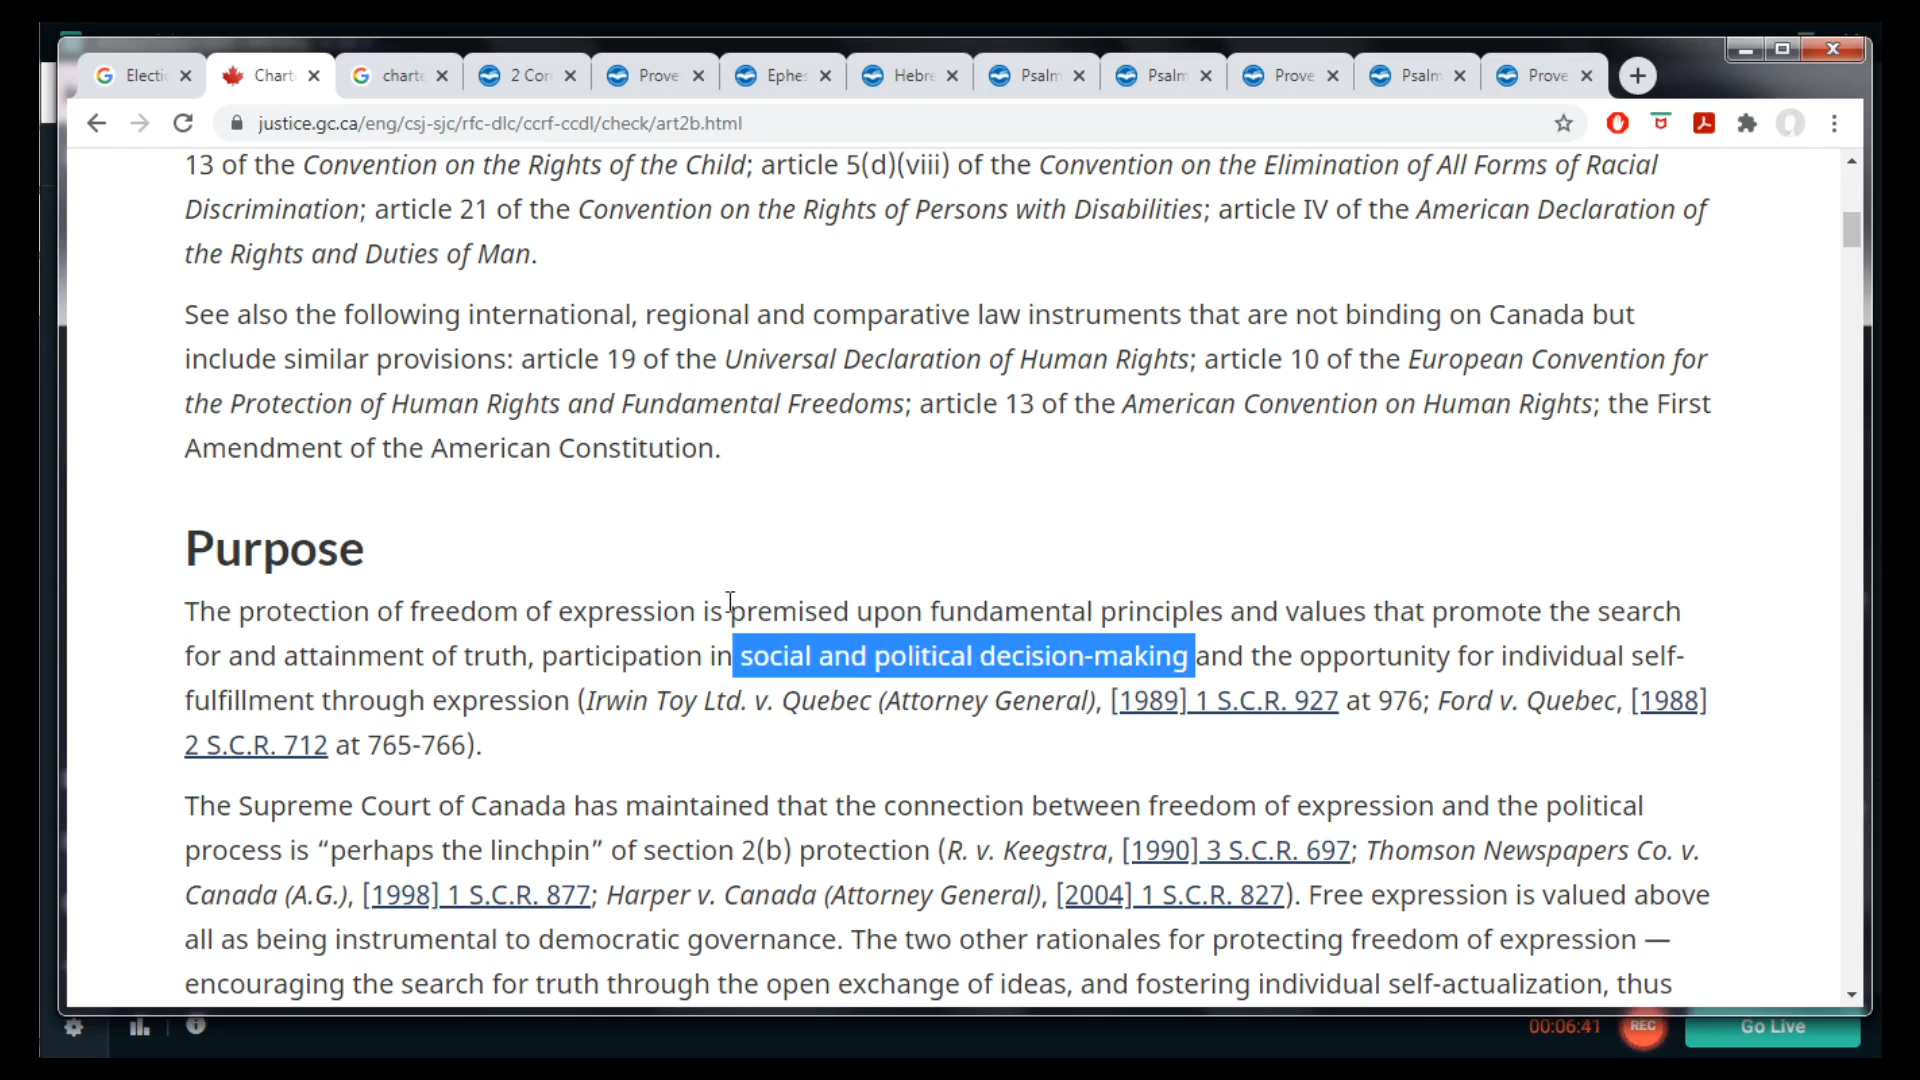 Electic
Chart
charte
2 Cori
Prove
Ephes
Hebre
Psalm
Psalm
Prove
Psalm
Prove
justice.gc.ca/eng/csj-sjc/rfc-dlc/ccrf-ccdl/check/art2b.html
13 of the Convention on the Rights of the Child; article 5(d)(viii) of the Convention on the Elimination of All Forms of Racial
Discrimination; article 21 of the Convention on the Rights of Persons with Disabilities; article IV of the American Declaration of
the Rights and Duties of Man.
See also the following international, regional and comparative law instruments that are not binding on Canada but
include similar provisions: article 19 of the Universal Declaration of Human Rights; article 10 of the European Convention for
the Protection of Human Rights and Fundamental Freedoms; article 13 of the American Convention on Human Rights; the First
Amendment of the American Constitution.
Purpose
The protection of freedom of expression is premised upon fundamental principles and values that promote the search
for and attainment of truth, participation in social and political decision-making and the opportunity for individual self-
fulfillment through expression (Irwin Toy Ltd. v. Quebec (Attorney General), [1989] 1 S.C.R. 927 at 976; Ford v. Quebec, [1988]
2 S.C.R. 712 at 765-766).
The Supreme Court of Canada has maintained that the connection between freedom of expression and the political
process is “perhaps the linchpin” of section 2(b) protection (R. v. Keegstra, [1990] 3 S.C.R. 697; Thomson Newspapers Co. v.
Canada (A.G.), [1998] 1 S.C.R. 877; Harper v. Canada (Attorney General), [2004] 1 S.C.R. 827). Free expression is valued above
all as being instrumental to democratic governance. The two other rationales for protecting freedom of expression —
encouraging the search for truth through the open exchange of ideas, and fostering individual self-actualization, thus
00:06:41
REC
Go Live